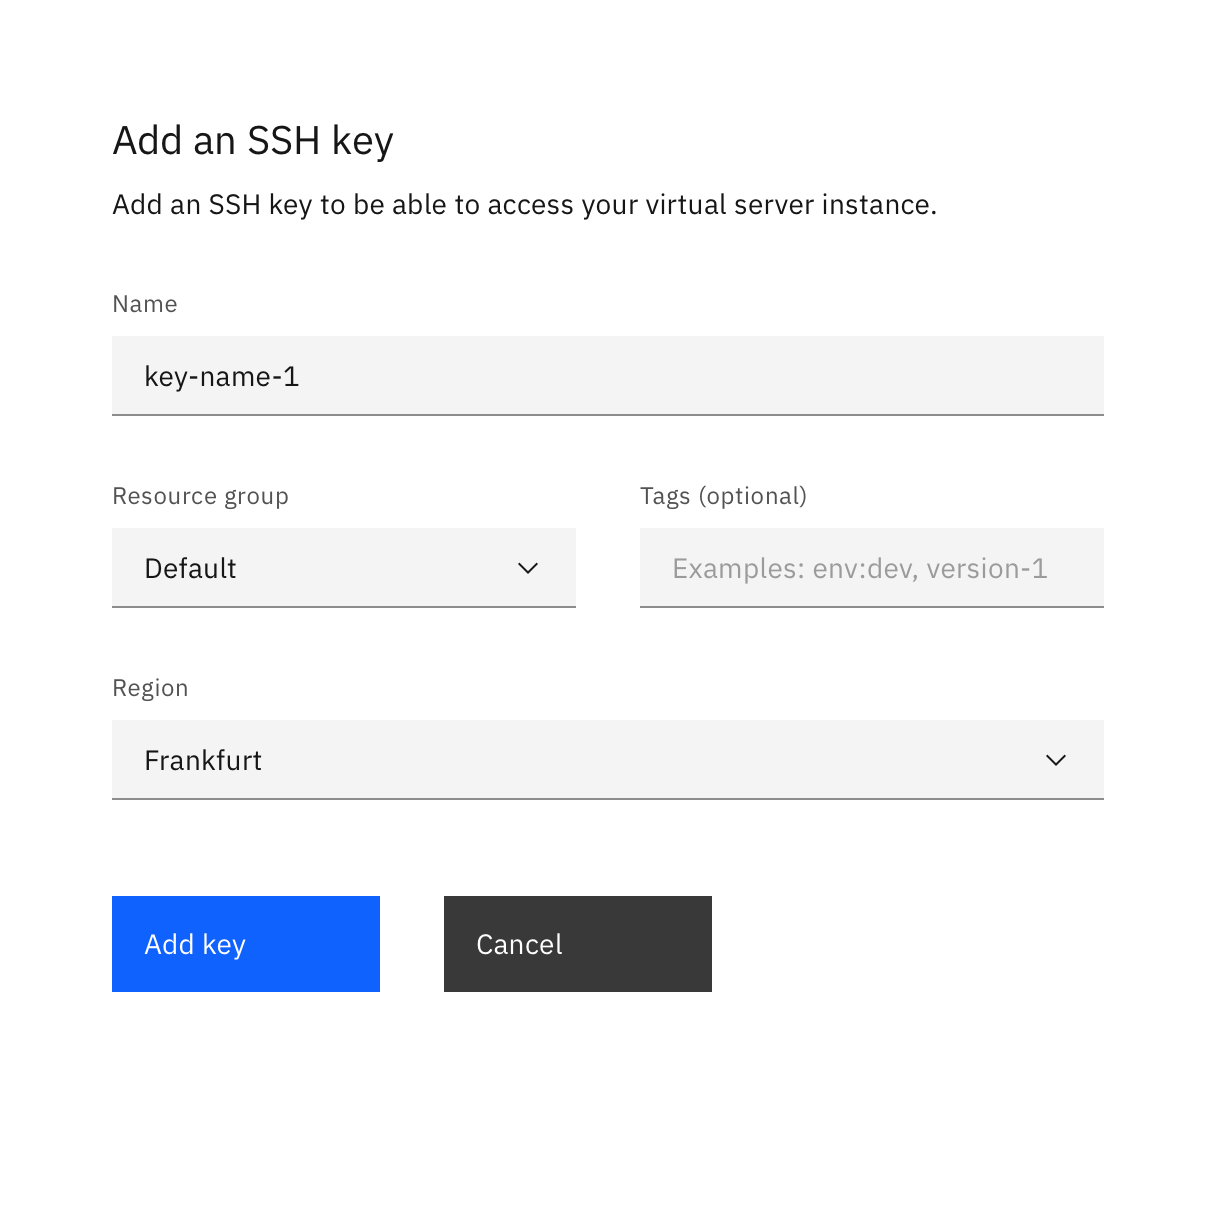 Add an SSH key
Add an SSH key to be able to access your virtual server instance.
Name
key-name-1
Resource group
Tags (optional)
Default
Examples: env:dev, version-1
Region
Frankfurt
Add key
Cancel